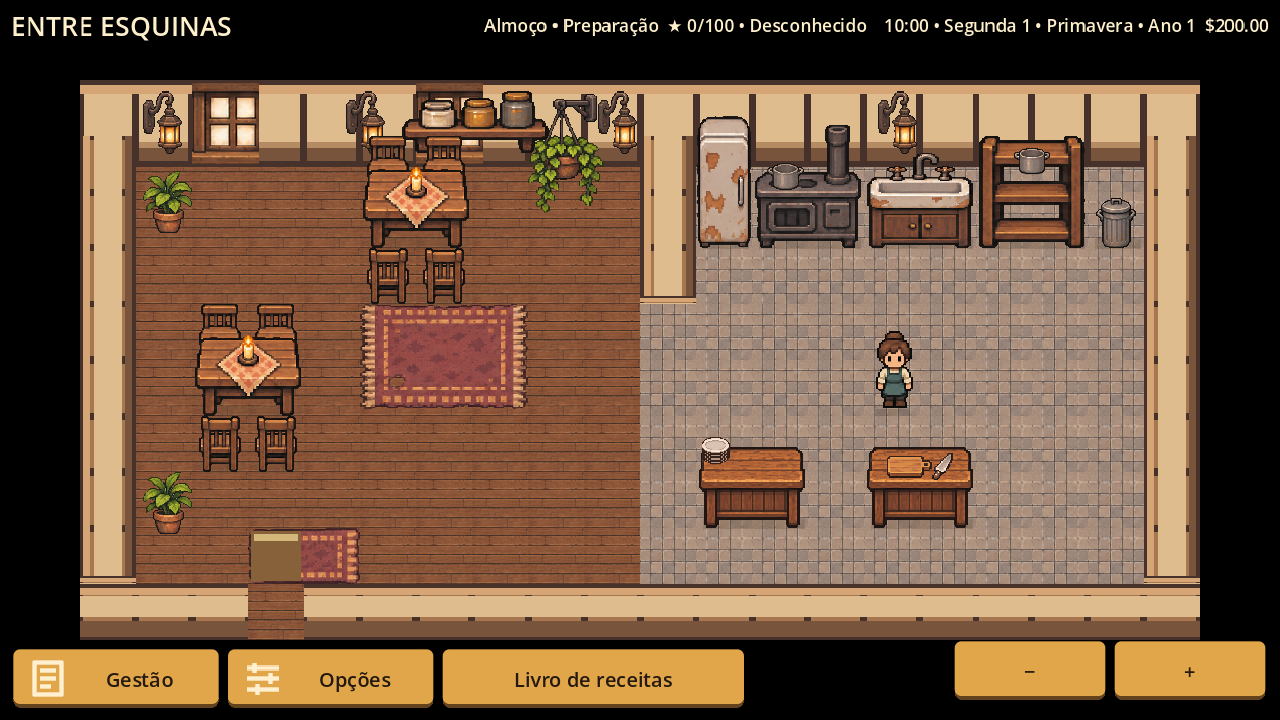 ENTRE ESQUINAS
Almoço • Preparação ★ 0/100 • Desconhecido 10:00 • Segunda 1 • Primavera • Ano 1 $200.00
Gestão
Opções
Livro de receitas
−
+